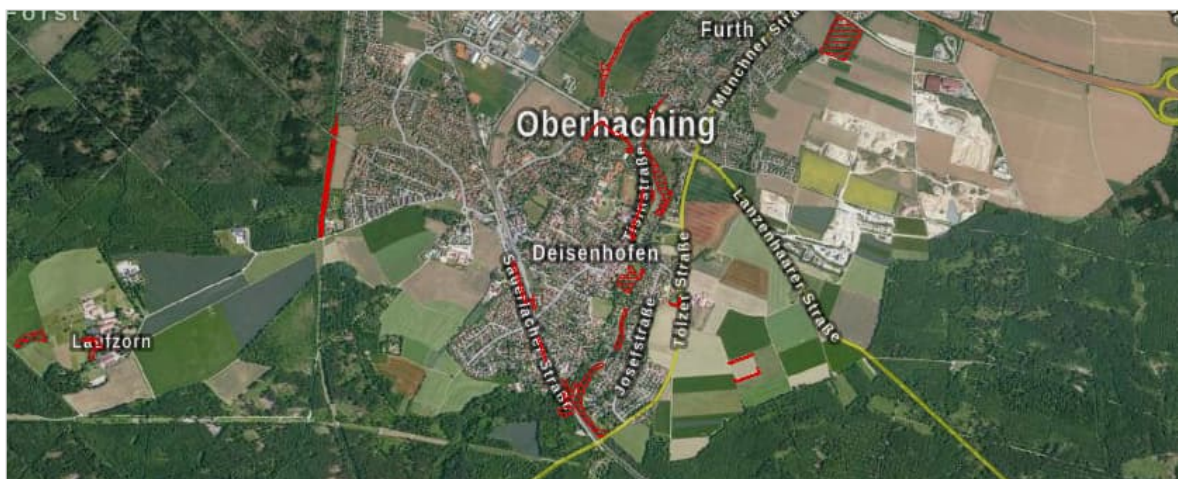 Forst
Furth
Münchner Straße
Oberhaching
Lanzenhaarer Straße
Deisenhofen
Sauerlacher Straße
Tölzer Straße
Josefstraße
Laufzorn